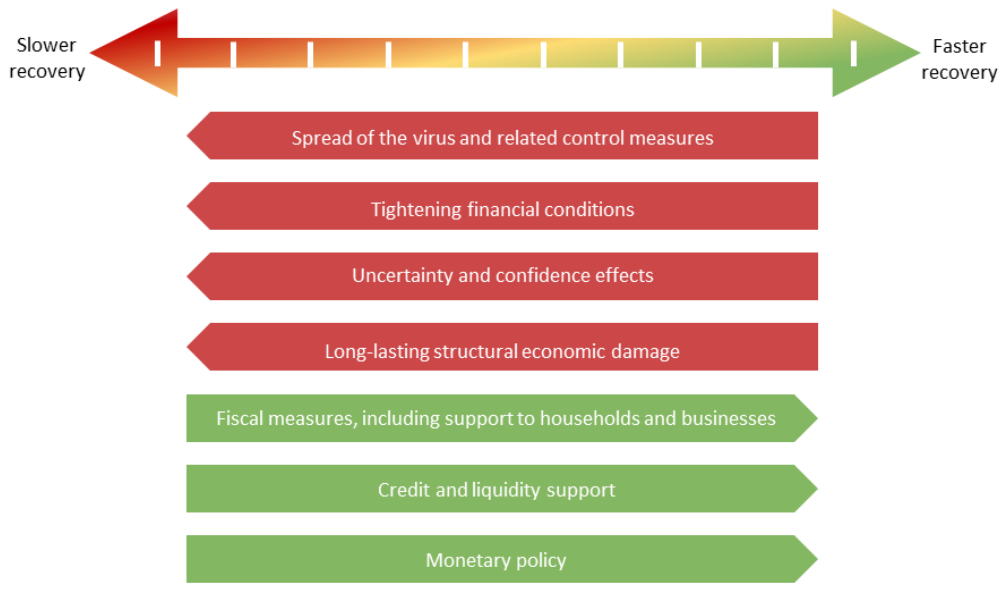 Slower
recovery
Faster
recovery
Spread of the virus and related control measures
Tightening financial conditions
Uncertainty and confidence effects
Long-lasting structural economic damage
Fiscal measures, including support to households and businesses
Credit and liquidity support
Monetary policy